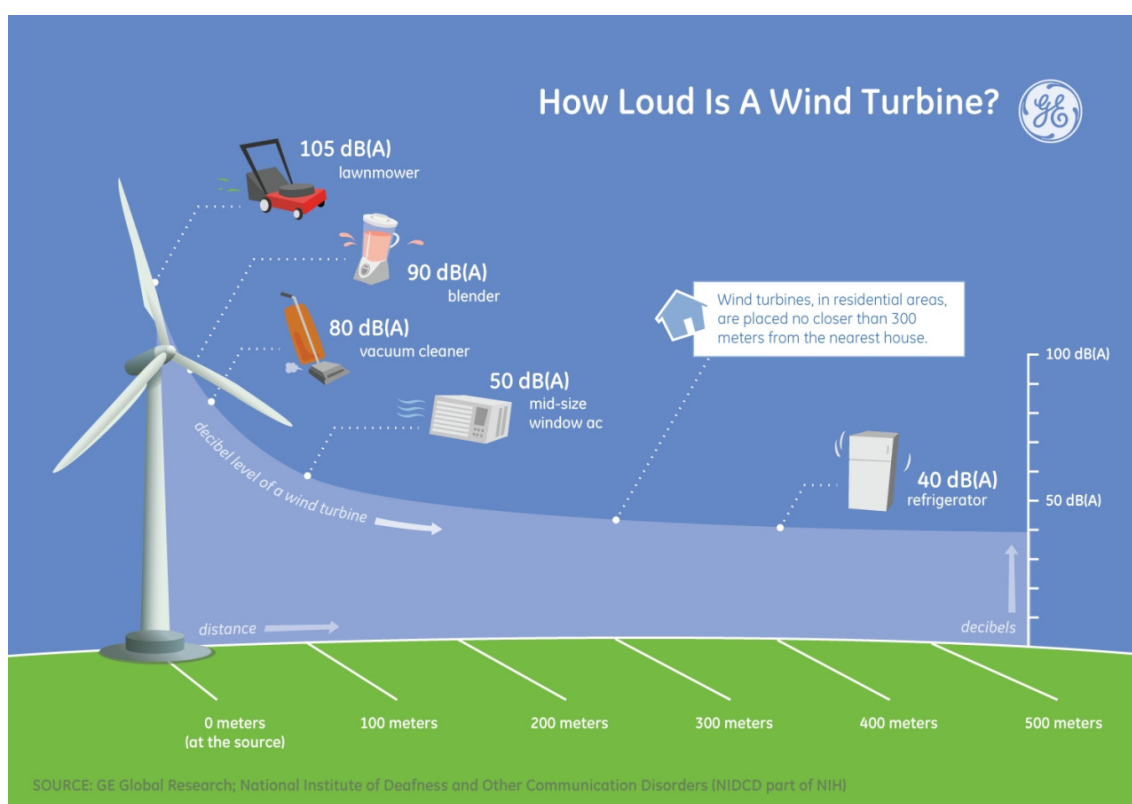 How Loud Is A Wind Turbine?
GE
105 dB(A)
lawnmower
90 dB(A)
blender
80 dB(A)
vacuum cleaner
50 dB(A)
mid-size
window ac
Wind turbines, in residential areas,
are placed no closer than 300
meters from the nearest house.
100 dB(A)
40 dB(A)
refrigerator
50 dB(A)
decibel level of a wind turbine
distance
decibels
0 meters
(at the source)
100 meters
200 meters
300 meters
400 meters
500 meters
SOURCE: GE Global Research; National Institute of Deafness and Other Communication Disorders (NIDCD part of NIH)